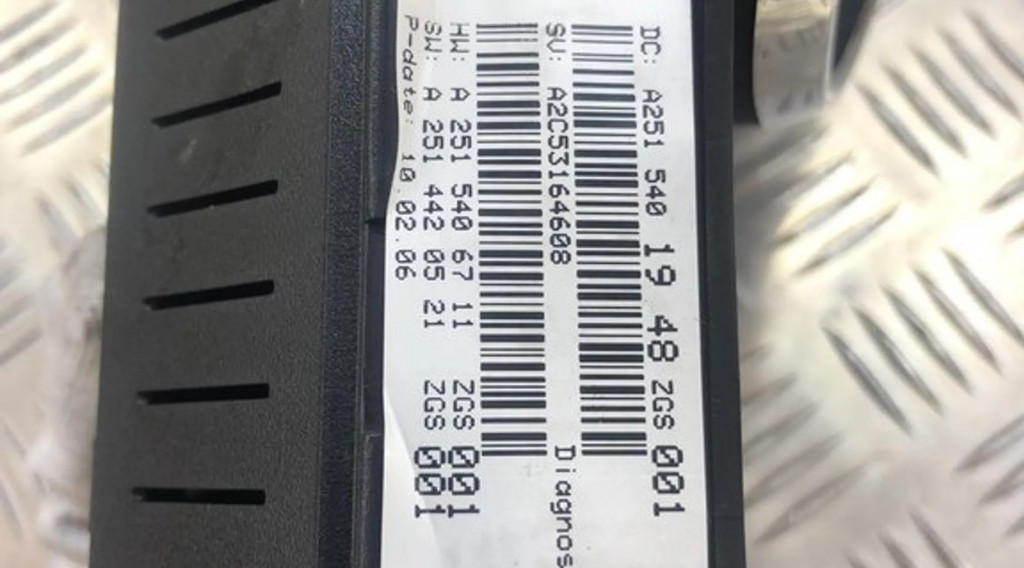 DC: A251 540 19 48 ZGS 001
SV: A2C53164608 Diagnos
HW: A 251 540 67 11 ZGS 001
SW: A 251 442 05 21 ZGS 001
P-date: 10.02.06